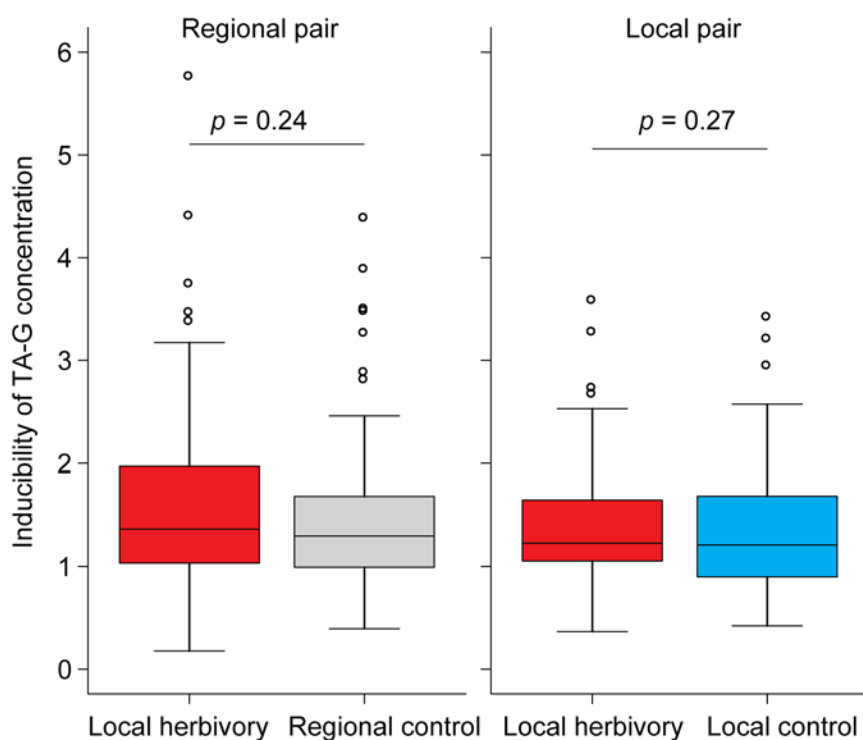 Regional pair
Local pair
Inducibility of TA-G concentration
6
5
4
3
2
1
0
p = 0.24
p = 0.27
Local herbivory
Regional control
Local herbivory
Local control